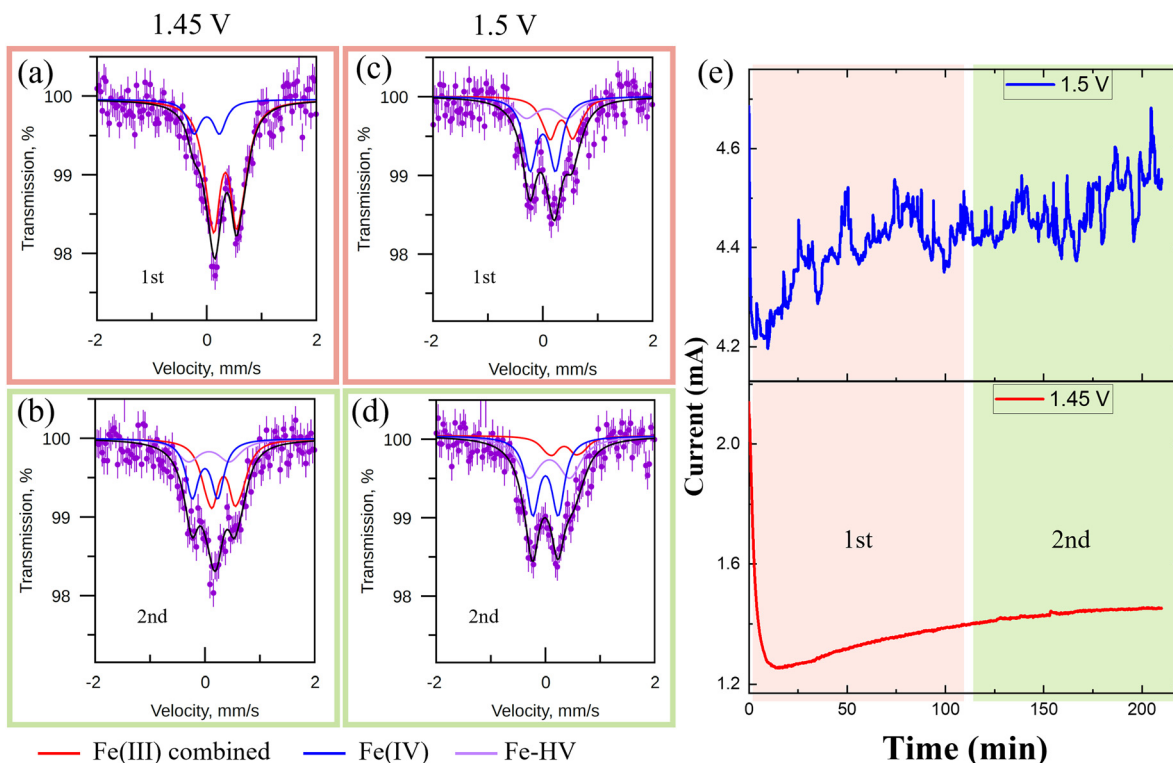 1.45 V
1.5 V
(a)
100
99
98
Transmission, %
1st
-2 0 2
Velocity, mm/s
(c)
100
99
98
Transmission, %
1st
-2 0 2
Velocity, mm/s
(b)
100
99
98
Transmission, %
2nd
-2 0 2
Velocity, mm/s
(d)
100
99
98
Transmission, %
2nd
-2 0 2
Velocity, mm/s
Fe(III) combined Fe(IV) Fe-HV
(e)
4.8
4.6
4.4
4.2
1.5 V
Current (mA)
2.0
1.6
1.2
1.45 V
1st
2nd
0 50 100 150 200
Time (min)